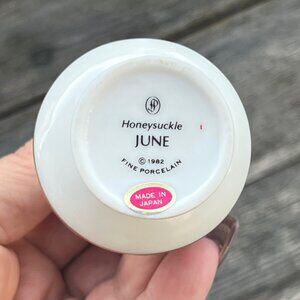 Honeysuckle
JUNE
© 1982
FINE PORCELAIN
MADE IN
JAPAN